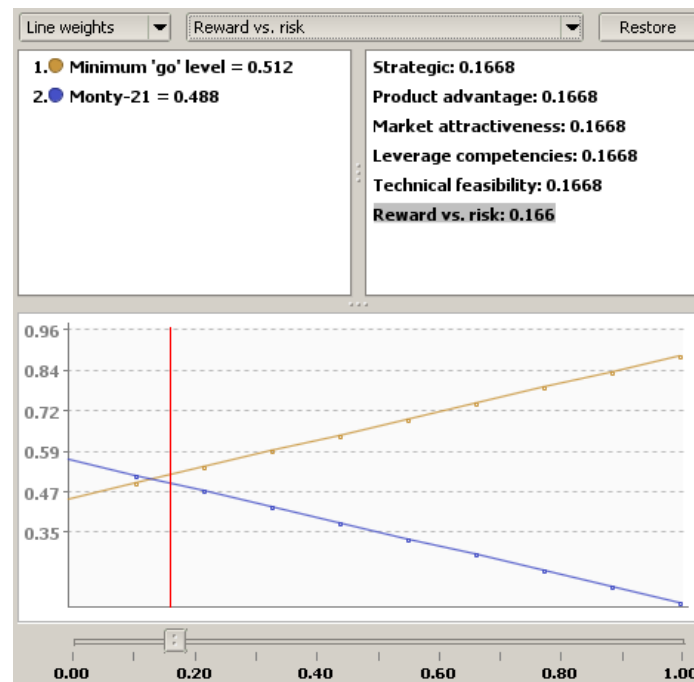 Line weights Reward vs. risk Restore
1. Minimum 'go' level = 0.512
2. Monty-21 = 0.488
Strategic: 0.1668
Product advantage: 0.1668
Market attractiveness: 0.1668
Leverage competencies: 0.1668
Technical feasibility: 0.1668
Reward vs. risk: 0.166
0.96
0.84
0.72
0.59
0.47
0.35
0.00 0.20 0.40 0.60 0.80 1.00